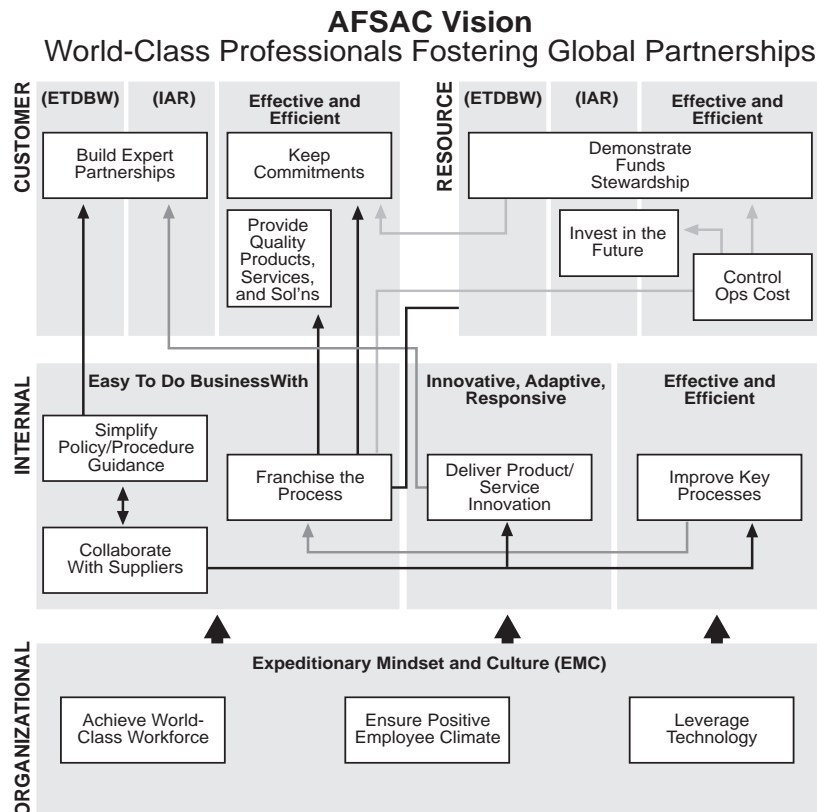 AFSAC Vision
World-Class Professionals Fostering Global Partnerships
CUSTOMER
(ETDBW)
(IAR)
Effective and
Efficient
Build Expert
Partnerships
Keep
Commitments
Provide
Quality
Products,
Services,
and Sol'ns
RESOURCE
(ETDBW)
(IAR)
Effective and
Efficient
Demonstrate
Funds
Stewardship
Invest in the
Future
Control
Ops Cost
INTERNAL
Easy To Do BusinessWith
Simplify
Policy/Procedure
Guidance
Franchise the
Process
Collaborate
With Suppliers
Innovative, Adaptive,
Responsive
Deliver Product/
Service
Innovation
Effective and
Efficient
Improve Key
Processes
ORGANIZATIONAL
Expeditionary Mindset and Culture (EMC)
Achieve World-
Class Workforce
Ensure Positive
Employee Climate
Leverage
Technology